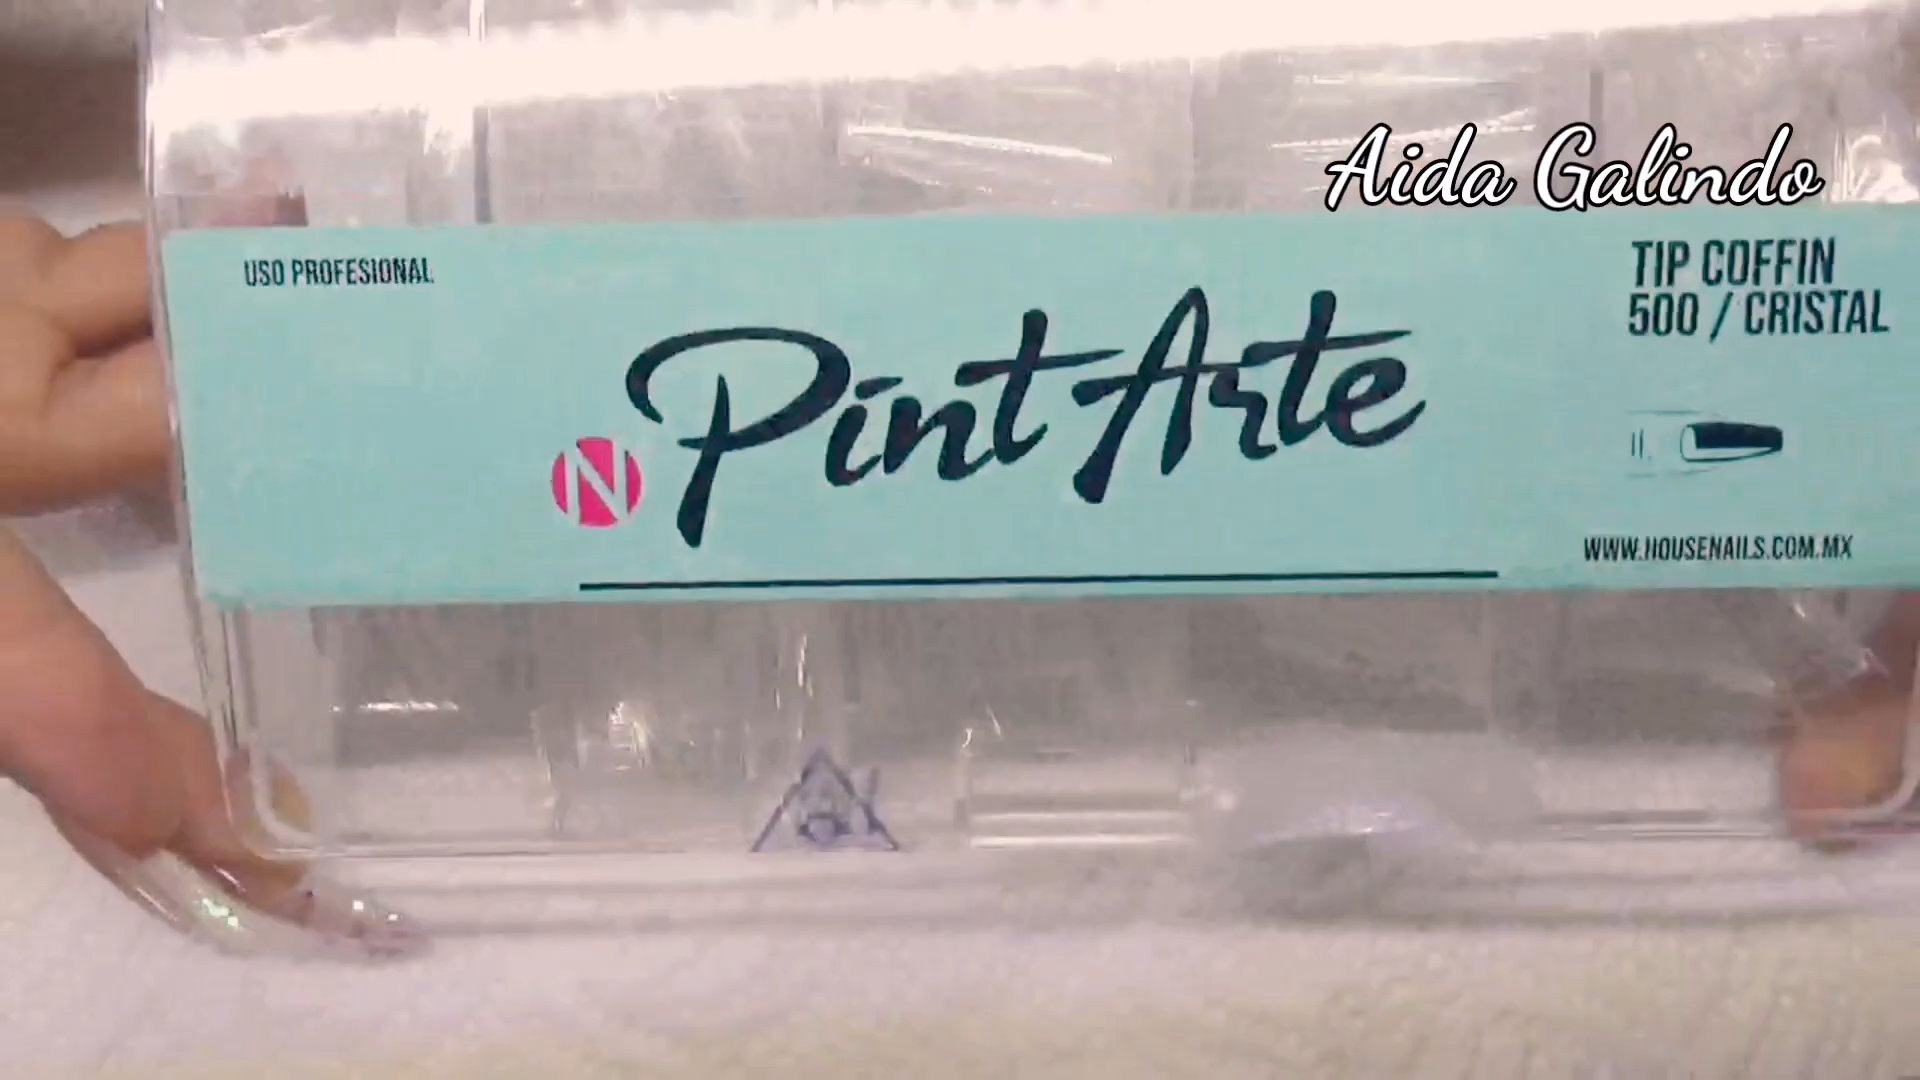 Aida Galindo
USO PROFESIONAL
TIP COFFIN
500 / CRISTAL
N Pint Arte
WWW.HOUSENAILS.COM.MX